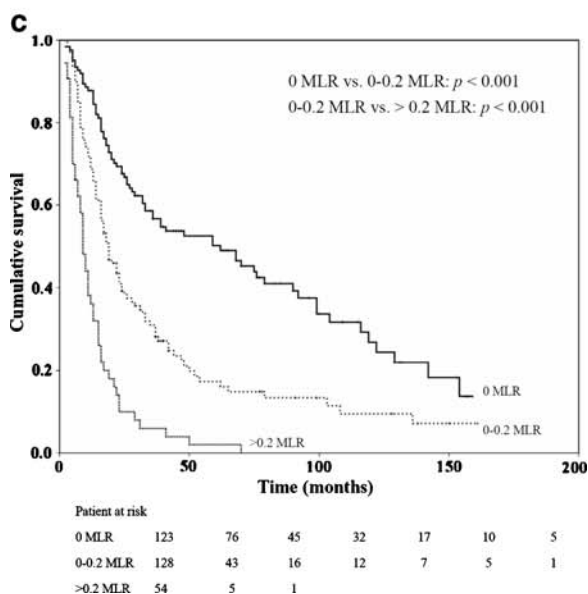 C
1.0
0 MLR vs. 0-0.2 MLR: p < 0.001
0-0.2 MLR vs. > 0.2 MLR: p < 0.001
0.8
0.6
0.4
0.2
0.0
Cumulative survival
0 MLR
0-0.2 MLR
>0.2 MLR
0 50 100 150 200
Time (months)
Patient at risk
0 MLR 123 76 45 32 17 10 5
0-0.2 MLR 128 43 16 12 7 5 1
>0.2 MLR 54 5 1